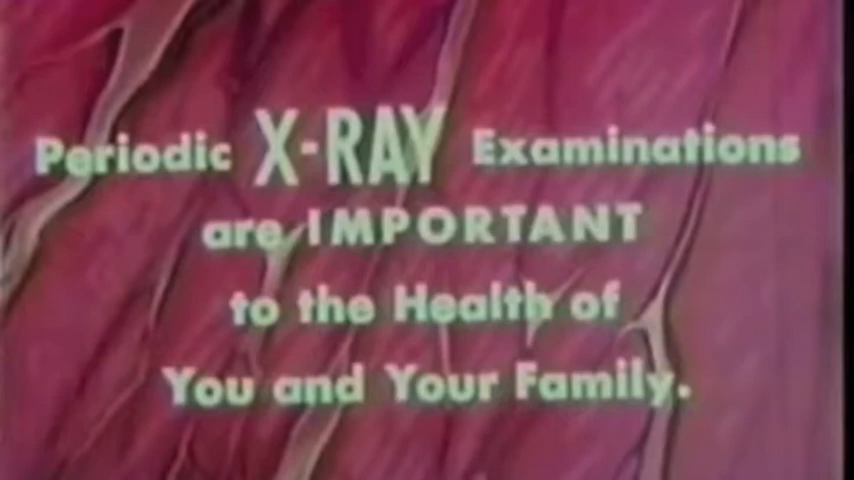 Periodic X-RAY Examinations
are IMPORTANT
to the Health of
You and Your Family.